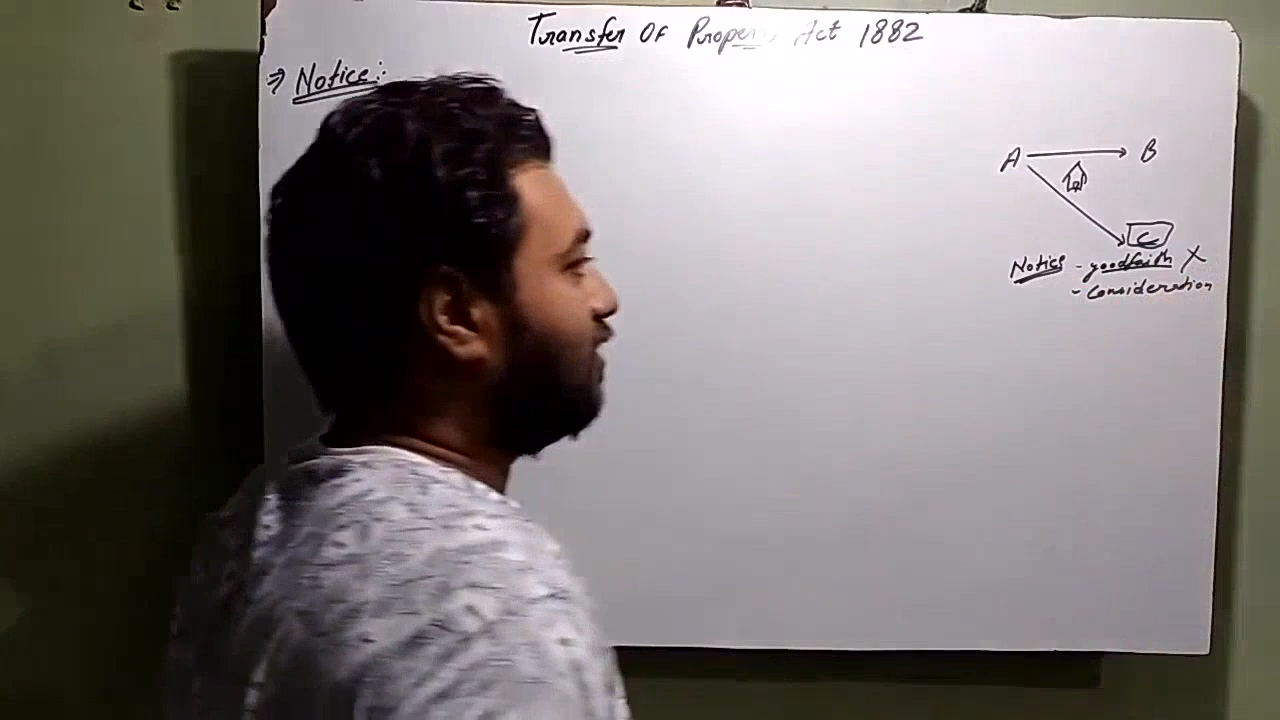 Transfer Of Property Act 1882
⇒ Notice:
A → B
C
Notice - goodfaith X
- Consideration